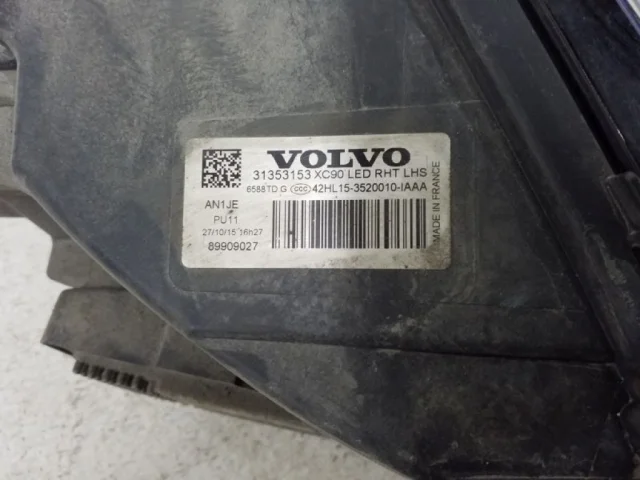 VOLVO
31353153 XC90 LED RHT LHS
6588TD G CCC 42HL15-3520010-IAAA
AN1JE
PU11
27/10/15 16h27
89909027
MADE IN FRANCE